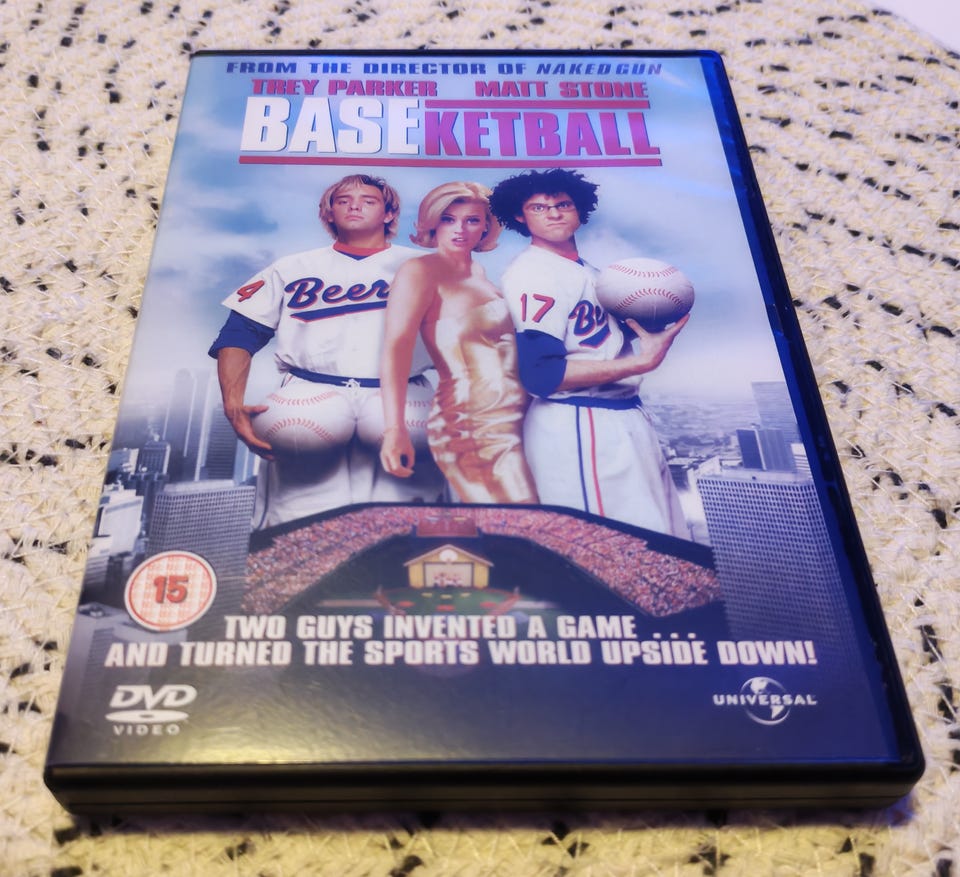 FROM THE DIRECTOR OF NAKED GUN
TREY PARKER MATT STONE
BASEKETBALL
4 Beer
17 Be
15
TWO GUYS INVENTED A GAME ...
AND TURNED THE SPORTS WORLD UPSIDE DOWN!
DVD
VIDEO
UNIVERSAL